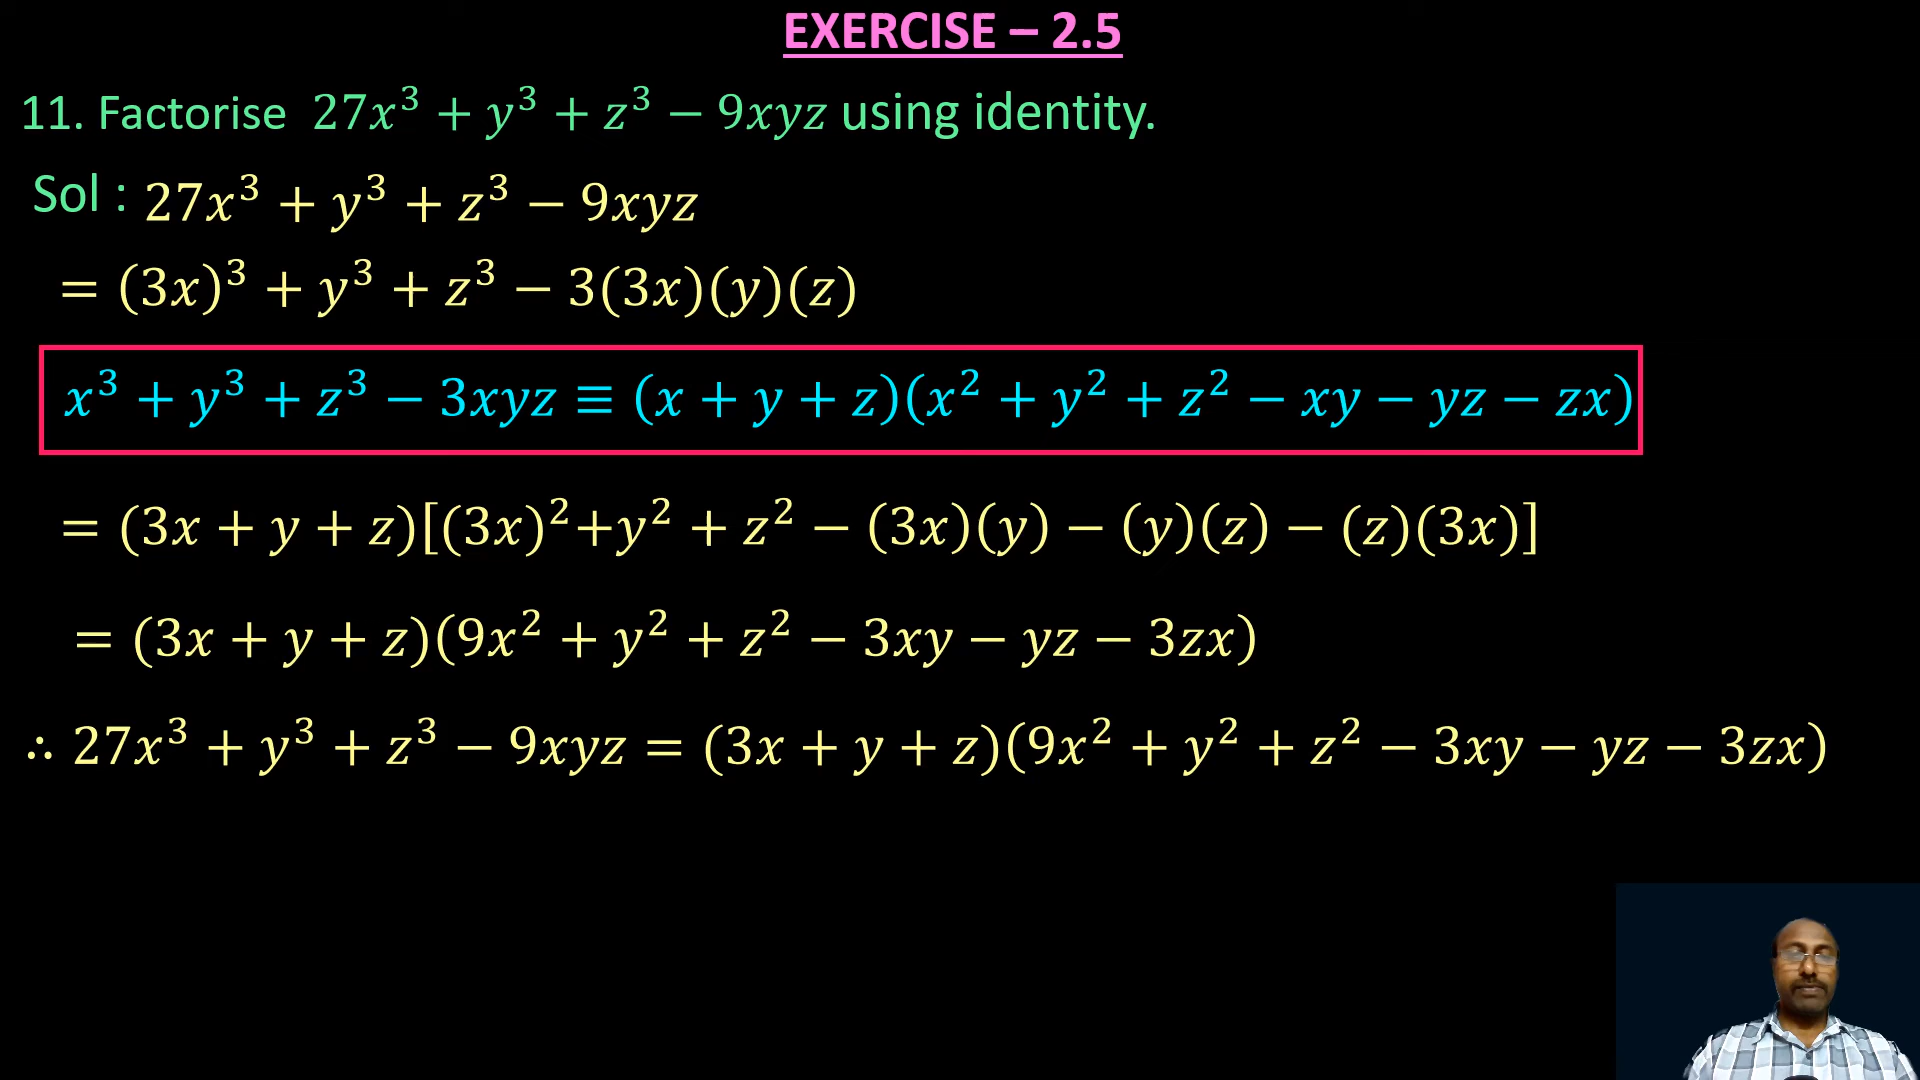 EXERCISE – 2.5
11. Factorise 27x³ + y³ + z³ − 9xyz using identity.
Sol : 27x³ + y³ + z³ − 9xyz
= (3x)³ + y³ + z³ − 3(3x)(y)(z)
x³ + y³ + z³ − 3xyz ≡ (x + y + z)(x² + y² + z² − xy − yz − zx)
= (3x + y + z)[(3x)²+y² + z² − (3x)(y) − (y)(z) − (z)(3x)]
= (3x + y + z)(9x² + y² + z² − 3xy − yz − 3zx)
∴ 27x³ + y³ + z³ − 9xyz = (3x + y + z)(9x² + y² + z² − 3xy − yz − 3zx)